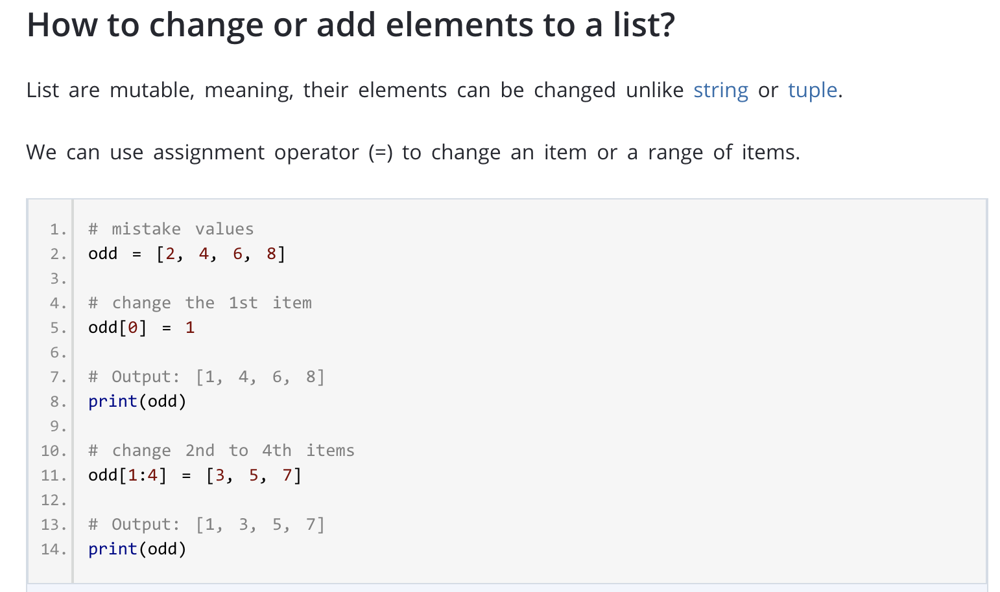 How to change or add elements to a list?
List are mutable, meaning, their elements can be changed unlike string or tuple.
We can use assignment operator (=) to change an item or a range of items.
1. # mistake values
2. odd = [2, 4, 6, 8]
3.
4. # change the 1st item
5. odd[0] = 1
6.
7. # Output: [1, 4, 6, 8]
8. print(odd)
9.
10. # change 2nd to 4th items
11. odd[1:4] = [3, 5, 7]
12.
13. # Output: [1, 3, 5, 7]
14. print(odd)